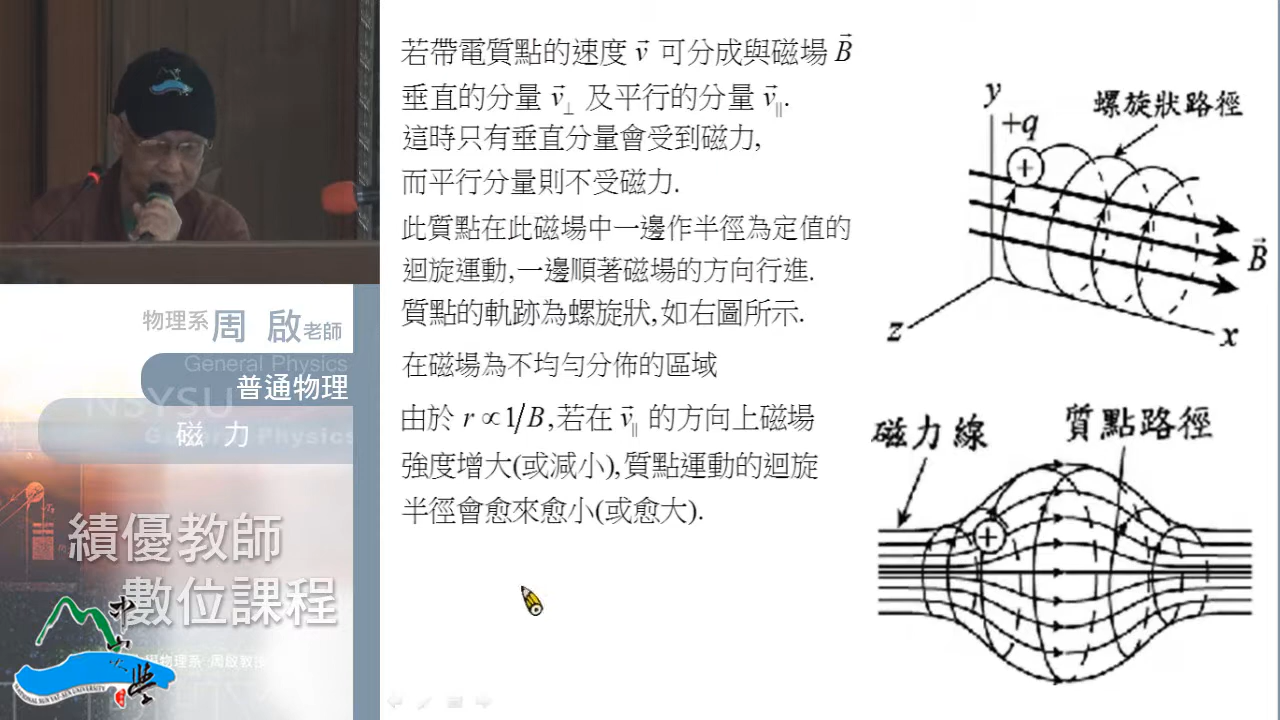 若帶電質點的速度 v⃗ 可分成與磁場 B⃗
垂直的分量 v⃗⊥ 及平行的分量 v⃗∥.
這時只有垂直分量會受到磁力,
而平行分量則不受磁力.
此質點在此磁場中一邊作半徑為定值的
迴旋運動,一邊順著磁場的方向行進.
質點的軌跡為螺旋狀,如右圖所示.
在磁場為不均勻分佈的區域
由於 r ∝ 1/B,若在 v⃗∥ 的方向上磁場
強度增大(或減小),質點運動的迴旋
半徑會愈來愈小(或愈大).
y
+q
螺旋狀路徑
+
B⃗
z
x
磁力線
質點路徑
+
物理系 周 啟 老師
General Physics
普通物理
NSYSU
磁 力
績優教師
數位課程
NATIONAL SUN YAT-SEN UNIVERSITY